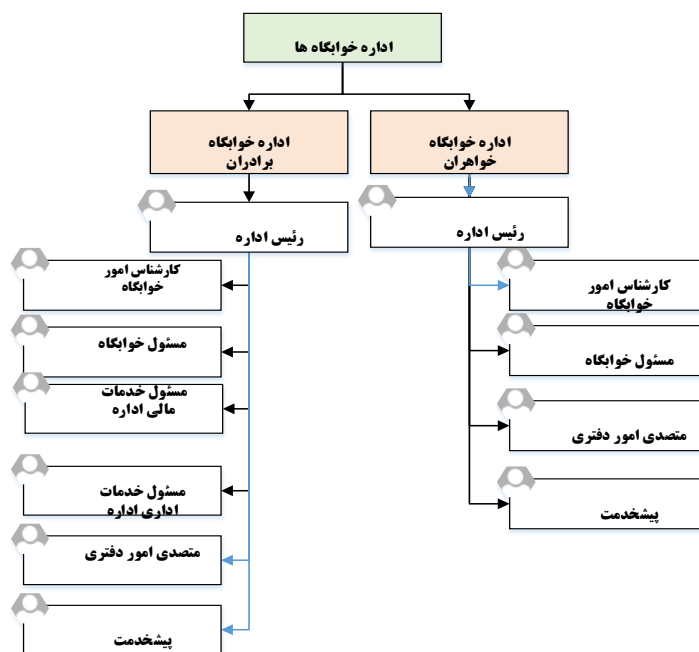 اداره خوابگاه ها
اداره خوابگاه
خواهران
اداره خوابگاه
برادران
رئیس اداره
رئیس اداره
کارشناس امور
خوابگاه
مسئول خوابگاه
متصدی امور دفتری
پیشخدمت
کارشناس امور
خوابگاه
مسئول خوابگاه
مسئول خدمات
مالی اداره
مسئول خدمات
اداری اداره
متصدی امور دفتری
پیشخدمت